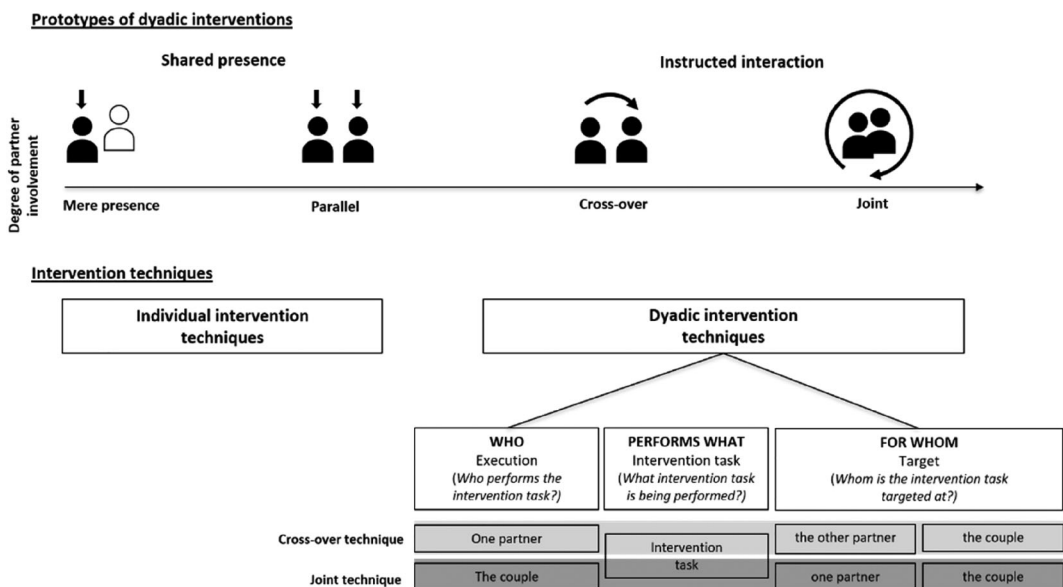 Prototypes of dyadic interventions
Shared presence
Instructed interaction
Degree of partner
involvement
Mere presence
Parallel
Cross-over
Joint
Intervention techniques
Individual intervention
techniques
Dyadic intervention
techniques
WHO
Execution
(Who performs the
intervention task?)
PERFORMS WHAT
Intervention task
(What intervention task
is being performed?)
FOR WHOM
Target
(Whom is the intervention task
targeted at?)
Cross-over technique
One partner
Intervention
task
the other partner
the couple
Joint technique
The couple
one partner
the couple